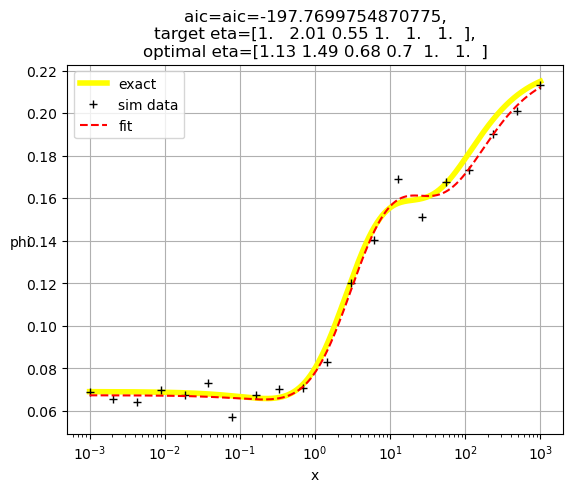 aic=aic=-197.7699754870775,
target eta=[1.   2.01 0.55 1.   1.   1.  ],
optimal eta=[1.13 1.49 0.68 0.7  1.   1.  ]
exact
sim data
fit
0.22
0.20
0.18
0.16
0.14
0.12
0.10
0.08
0.06
phi
10⁻³
10⁻²
10⁻¹
10⁰
10¹
10²
10³
x